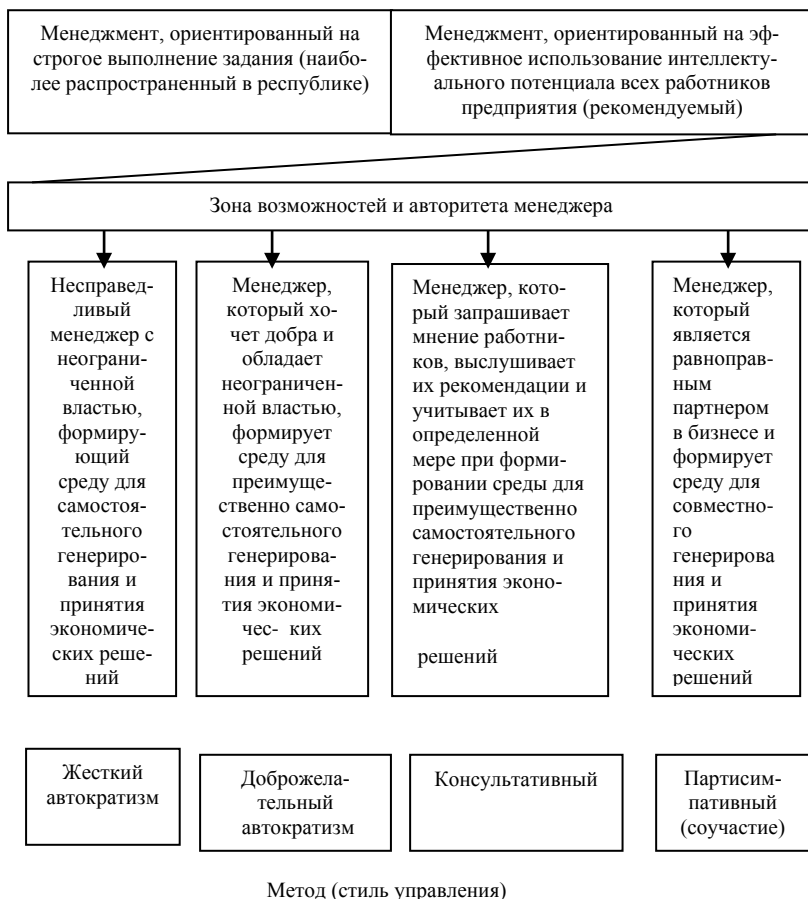 Менеджмент, ориентированный на
строгое выполнение задания (наибо-
лее распространенный в республике)
Менеджмент, ориентированный на эф-
фективное использование интеллекту-
ального потенциала всех работников
предприятия (рекомендуемый)
Зона возможностей и авторитета менеджера
Несправед-
ливый
менеджер с
неограни-
ченной
властью,
формирую-
щий
среду для
самостоя-
тельного
генериро-
вания и
принятия
экономиче-
ских реше-
ний
Менеджер,
который хо-
чет добра и
обладает
неограничен-
ной властью,
формирует
среду для
преимуще-
ственно само-
стоятельного
генерирова-
ния и приня-
тия экономи-
чес- ких
решений
Менеджер, кото-
рый запрашивает
мнение работни-
ков, выслушивает
их рекомендации и
учитывает их в
определенной
мере при форми-
ровании среды для
преимущественно
самостоятельного
генерирования и
принятия эконо-
мических
решений
Менеджер,
который
является
равноправ-
ным
партнером
в бизнесе и
формирует
среду для
совместно-
го
генерирова
ния и
принятия
экономи-
ческих
решений
Жесткий
автократизм
Доброжела-
тельный
автократизм
Консультативный
Партисим-
пативный
(соучастие)
Метод (стиль управления)